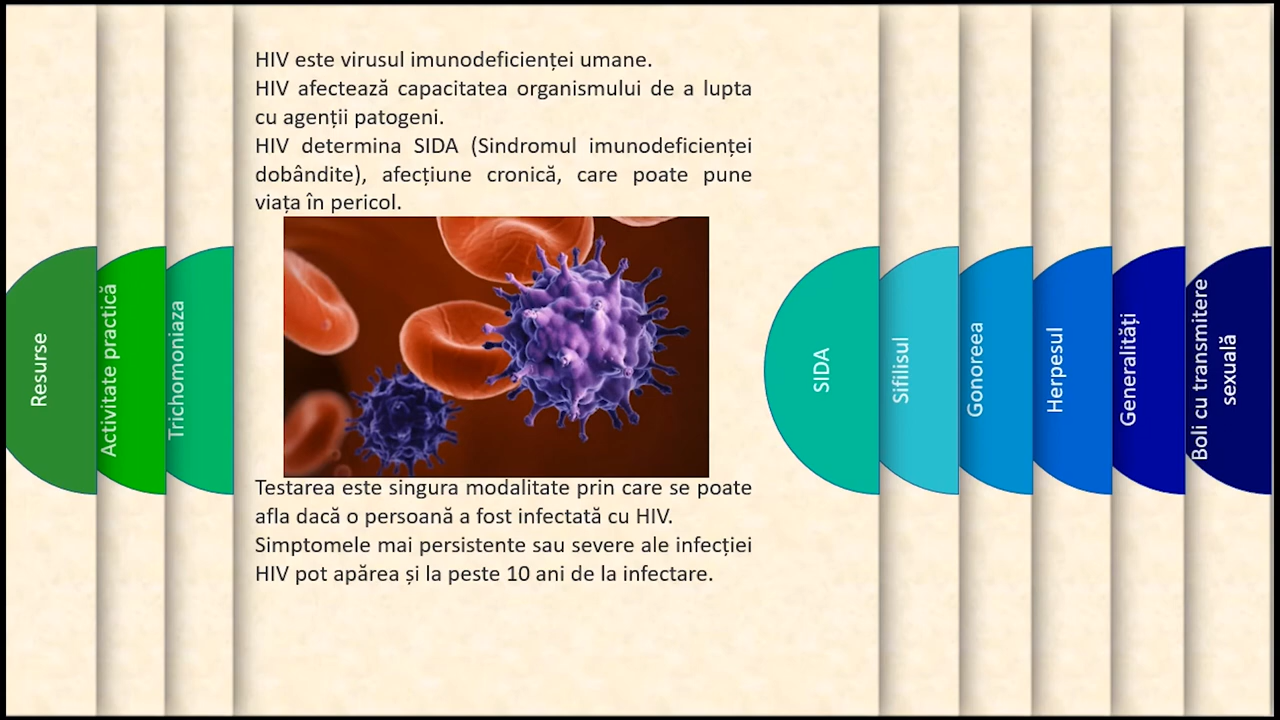 HIV este virusul imunodeficienței umane.
HIV afectează capacitatea organismului de a lupta
cu agenții patogeni.
HIV determina SIDA (Sindromul imunodeficienței
dobândite), afecțiune cronică, care poate pune
viața în pericol.
Testarea este singura modalitate prin care se poate
afla dacă o persoană a fost infectată cu HIV.
Simptomele mai persistente sau severe ale infecției
HIV pot apărea și la peste 10 ani de la infectare.
Resurse
Activitate practică
Trichomoniaza
SIDA
Sifilisul
Gonoreea
Herpesul
Generalități
Boli cu transmitere
sexuală